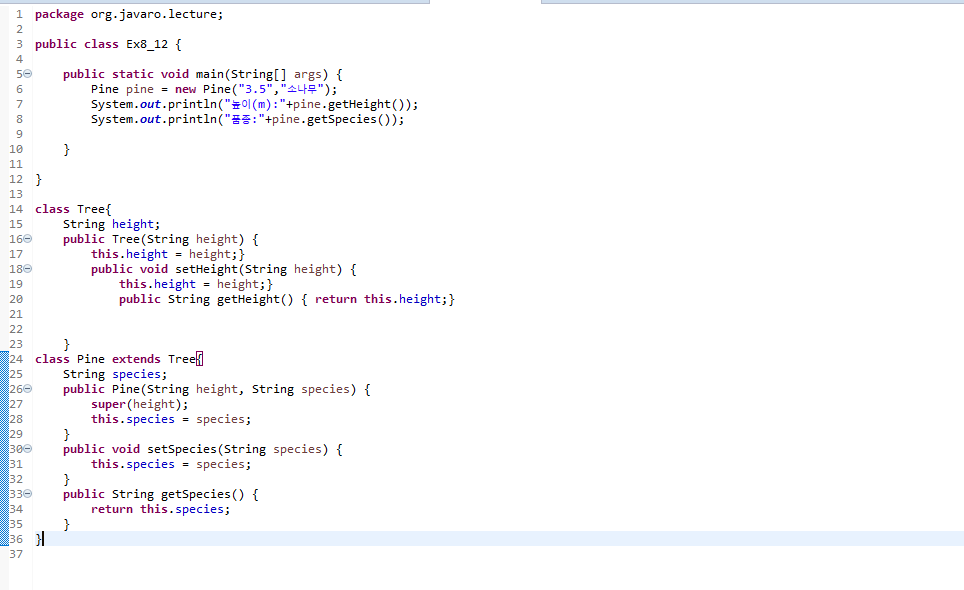 1 package org.javaro.lecture;
2
3 public class Ex8_12 {
4
5     public static void main(String[] args) {
6         Pine pine = new Pine("3.5","소나무");
7         System.out.println("높이(m):"+pine.getHeight());
8         System.out.println("품종:"+pine.getSpecies());
9
10     }
11
12 }
13
14 class Tree{
15     String height;
16     public Tree(String height) {
17         this.height = height;}
18         public void setHeight(String height) {
19             this.height = height;}
20             public String getHeight() { return this.height;}
21
22
23     }
24 class Pine extends Tree{
25     String species;
26     public Pine(String height, String species) {
27         super(height);
28         this.species = species;
29     }
30     public void setSpecies(String species) {
31         this.species = species;
32     }
33     public String getSpecies() {
34         return this.species;
35     }
36 }
37